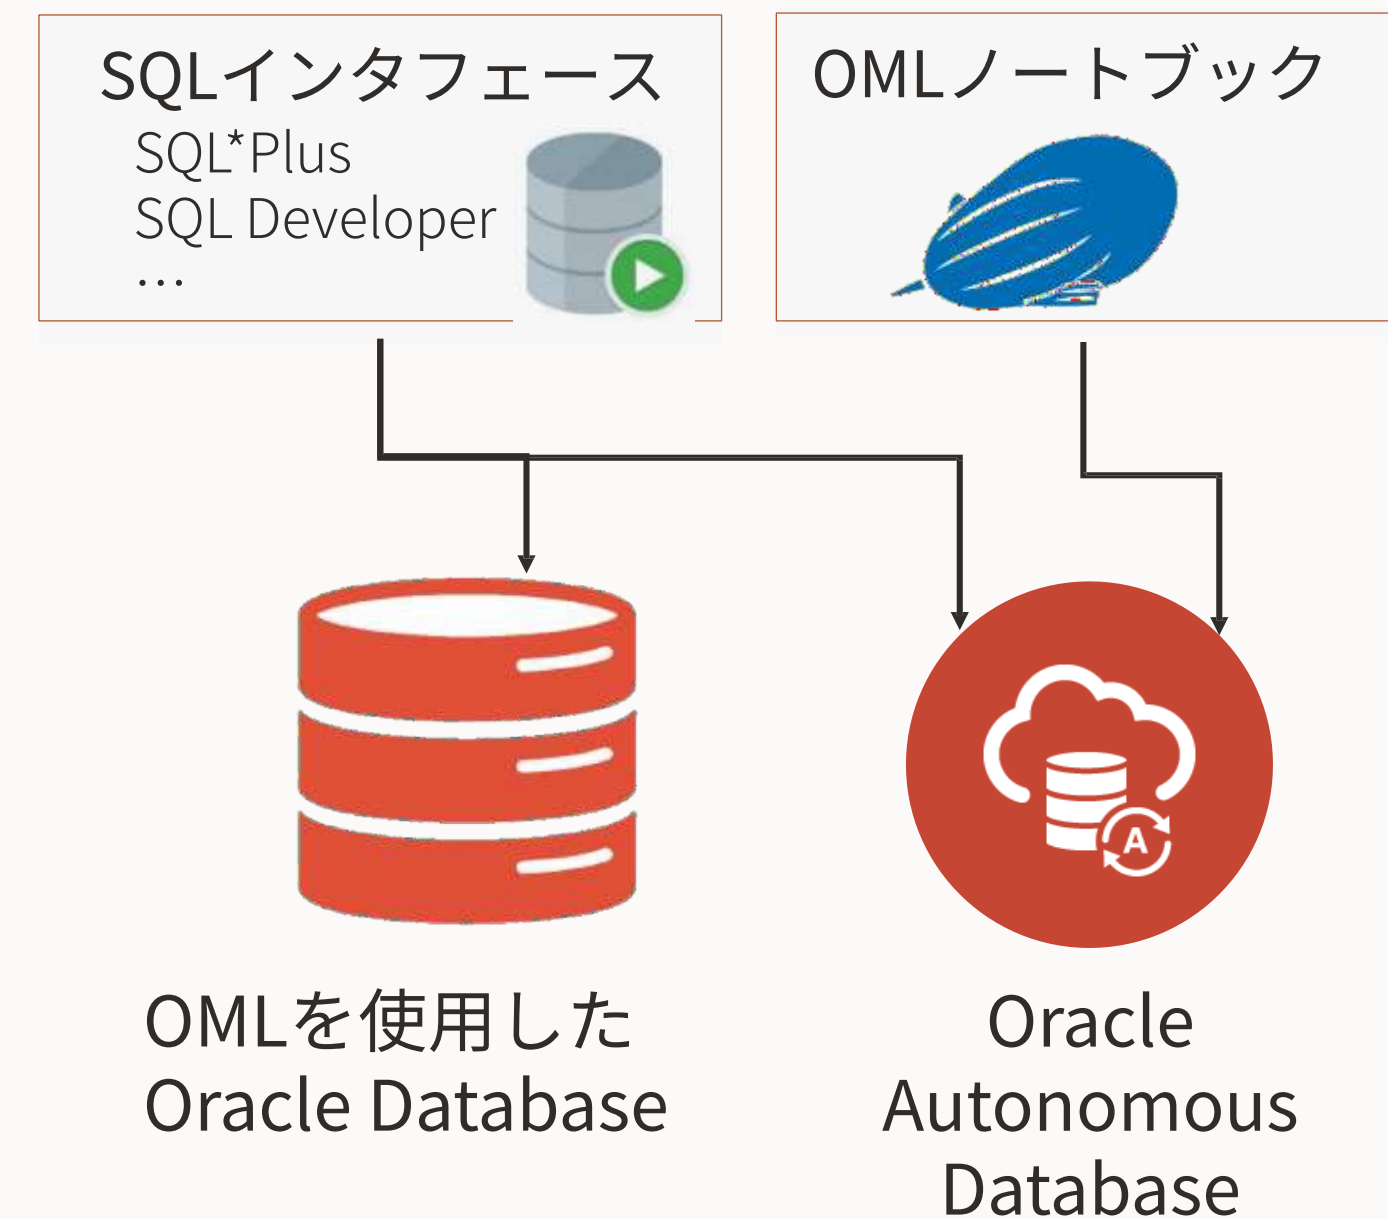 SQLインタフェース
SQL*Plus
SQL Developer
…
OMLノートブック
A
OMLを使用した
Oracle Database
Oracle
Autonomous
Database